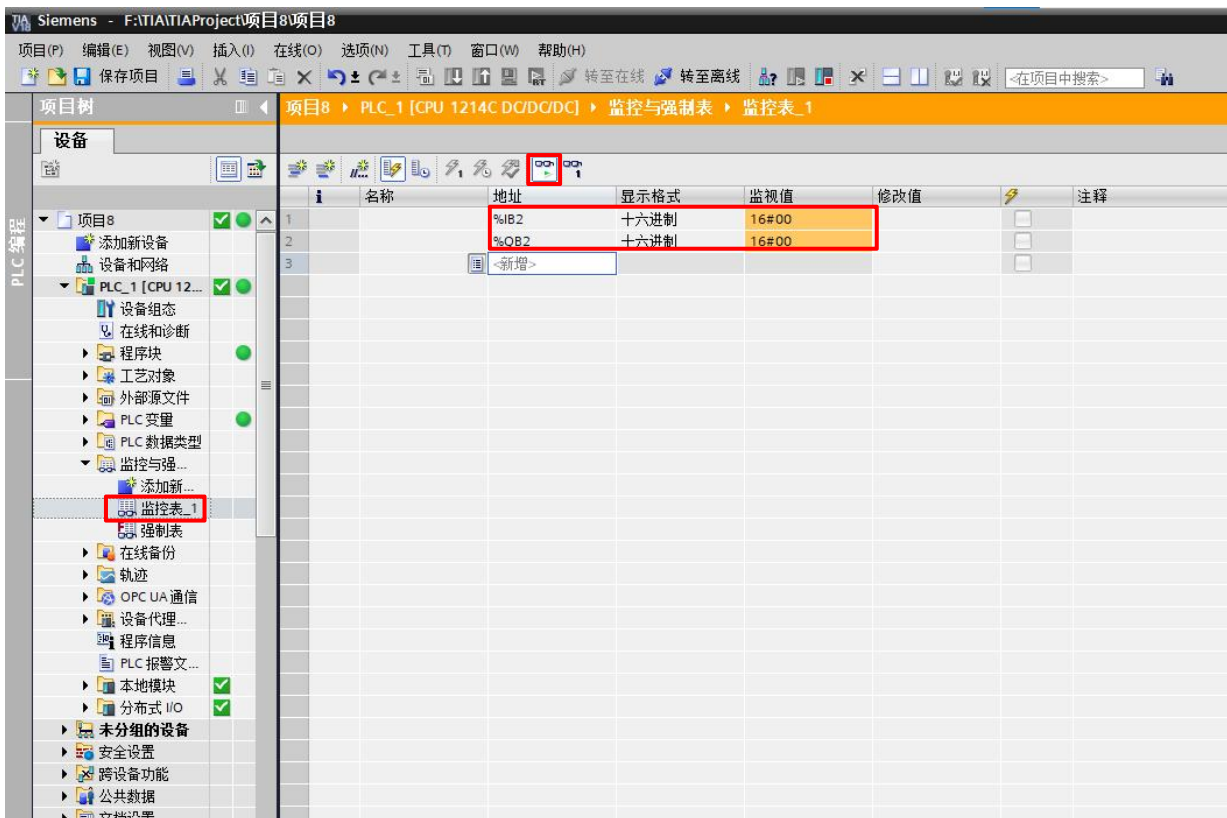 Siemens - F:\TIA\TIAProject\项目8\项目8
项目(P) 编辑(E) 视图(V) 插入(I) 在线(O) 选项(N) 工具(T) 窗口(W) 帮助(H)
保存项目 转至在线 转至离线 <在项目中搜索>
项目树
项目8 PLC_1 [CPU 1214C DC/DC/DC] 监控与强制表 监控表_1
设备
PLC 编程
i 名称 地址 显示格式 监视值 修改值 注释
1 %IB2 十六进制 16#00
2 %QB2 十六进制 16#00
3 <新增>
项目8
添加新设备
设备和网络
PLC_1 [CPU 12...
设备组态
在线和诊断
程序块
工艺对象
外部源文件
PLC 变量
PLC 数据类型
监控与强...
添加新...
监控表_1
强制表
在线备份
轨迹
OPC UA 通信
设备代理...
程序信息
PLC 报警文...
本地模块
分布式 I/O
未分组的设备
安全设置
跨设备功能
公共数据
文档设置